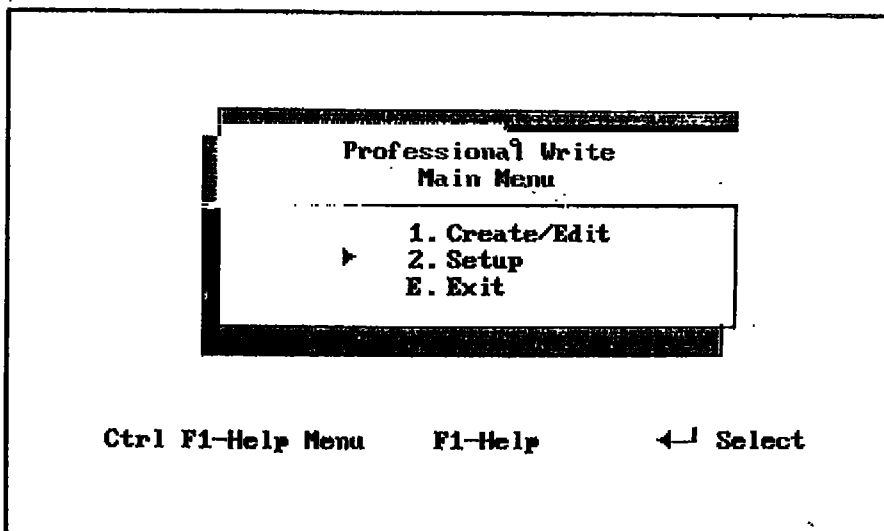 Professional Write
Main Menu
1. Create/Edit
2. Setup
E. Exit
Ctrl F1-Help Menu F1-Help Select